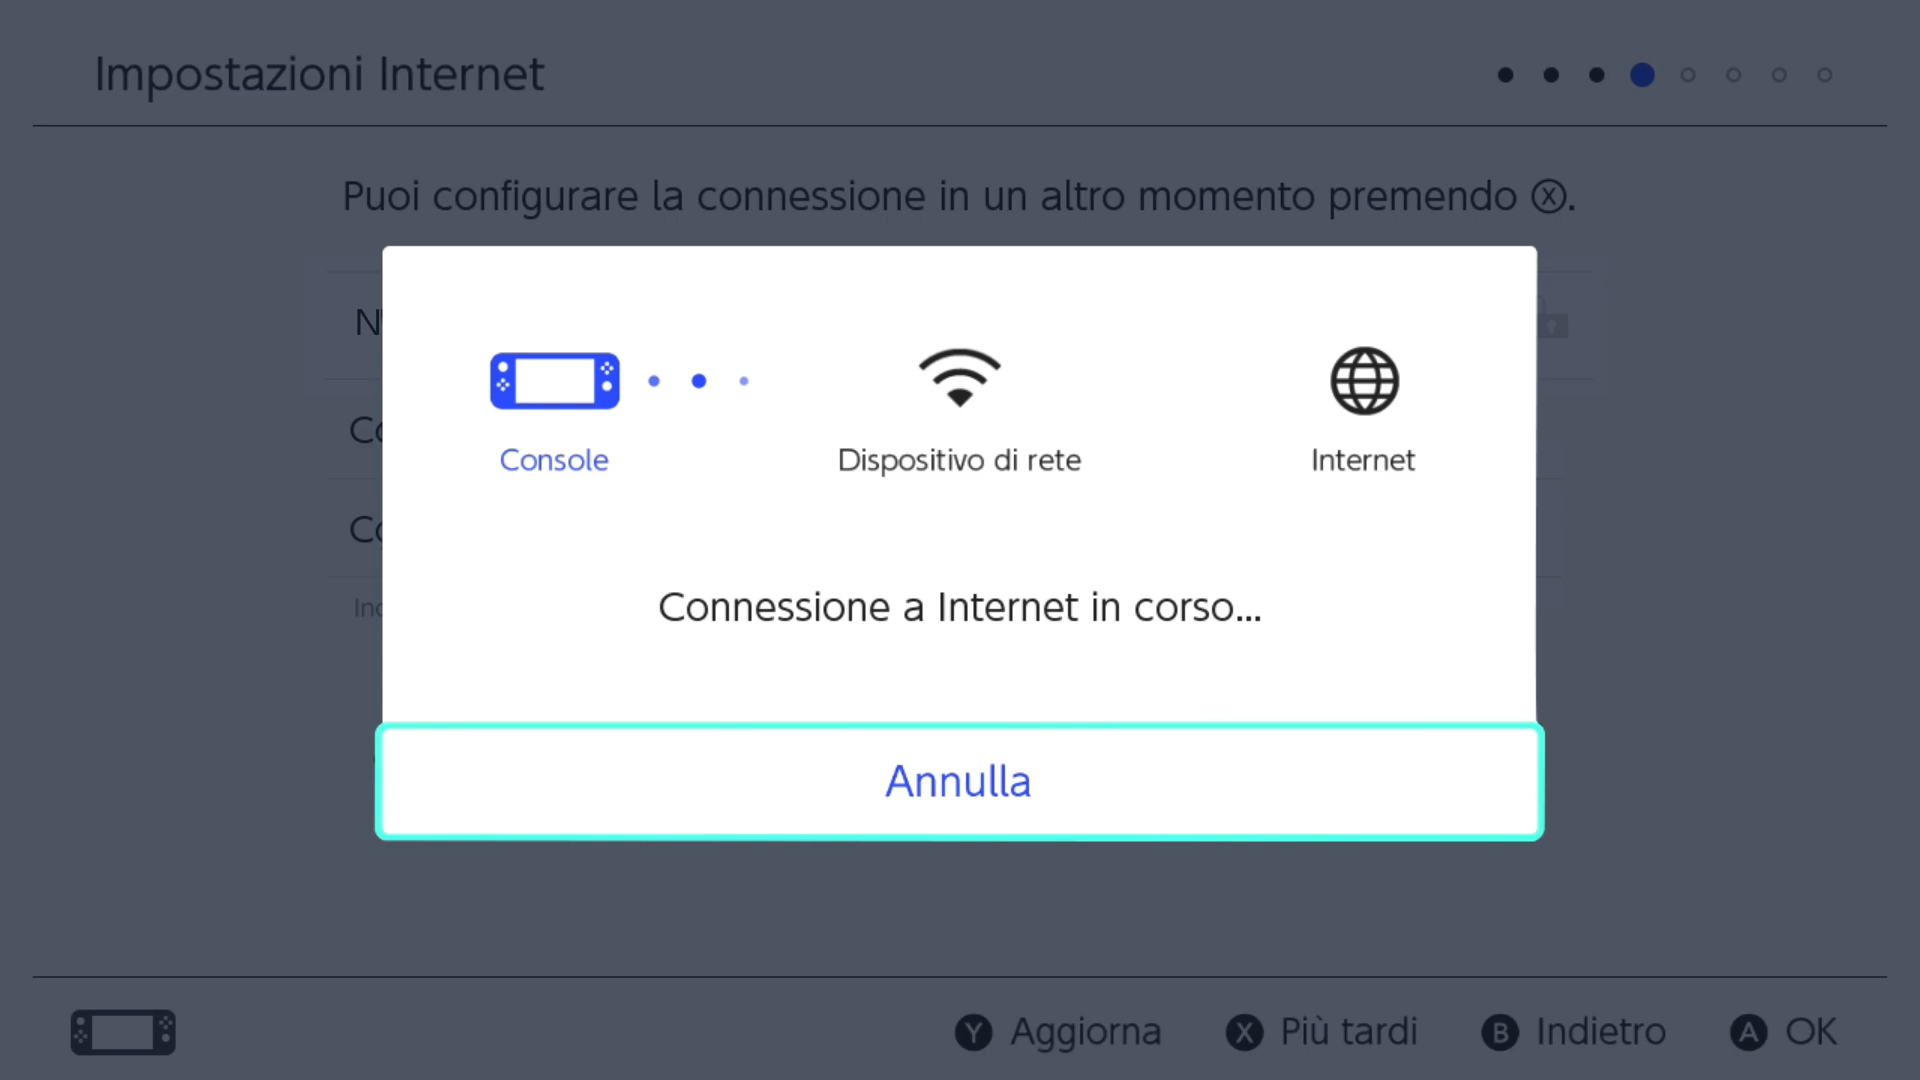 Impostazioni Internet
Puoi configurare la connessione in un altro momento premendo Ⓧ.
Console
Dispositivo di rete
Internet
Connessione a Internet in corso...
Annulla
Y Aggiorna X Più tardi B Indietro A OK